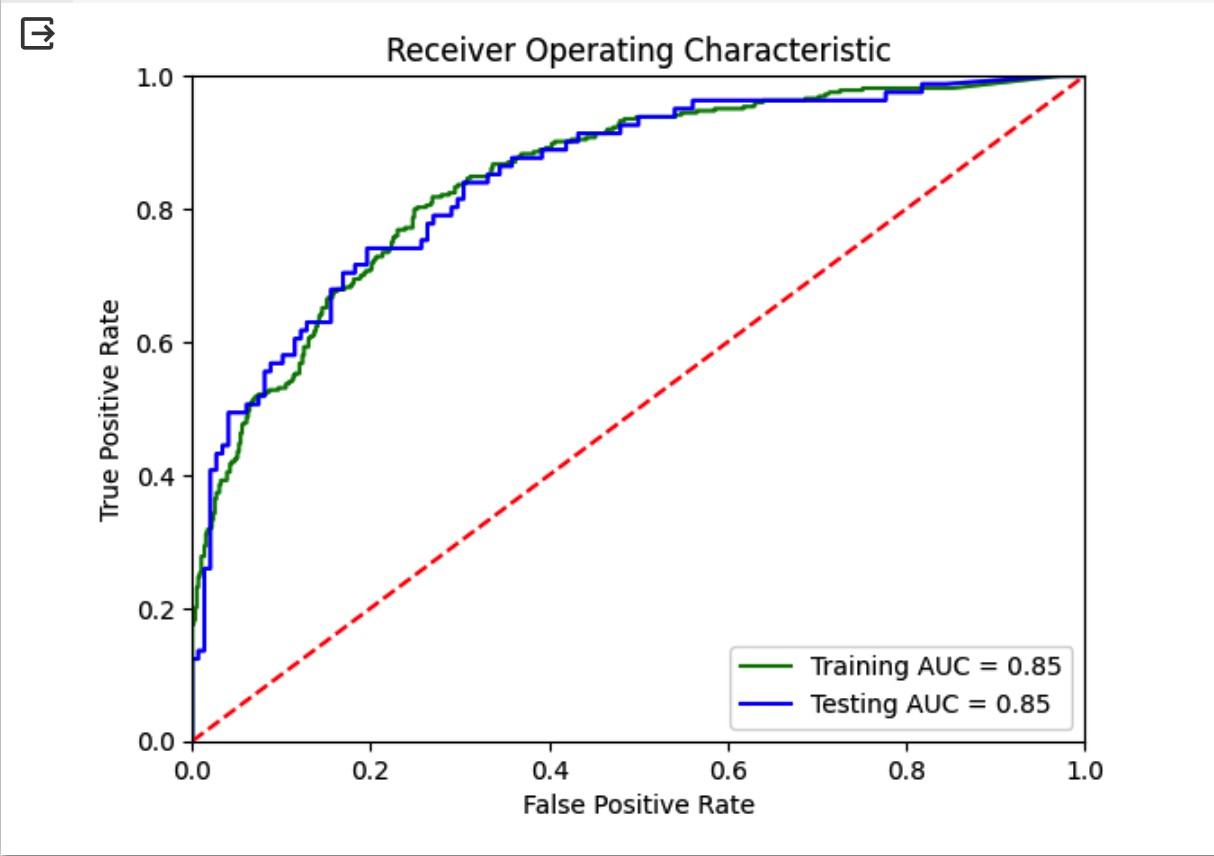 Receiver Operating Characteristic
1.0
0.8
0.6
0.4
0.2
0.0
True Positive Rate
Training AUC = 0.85
Testing AUC = 0.85
0.0 0.2 0.4 0.6 0.8 1.0
False Positive Rate